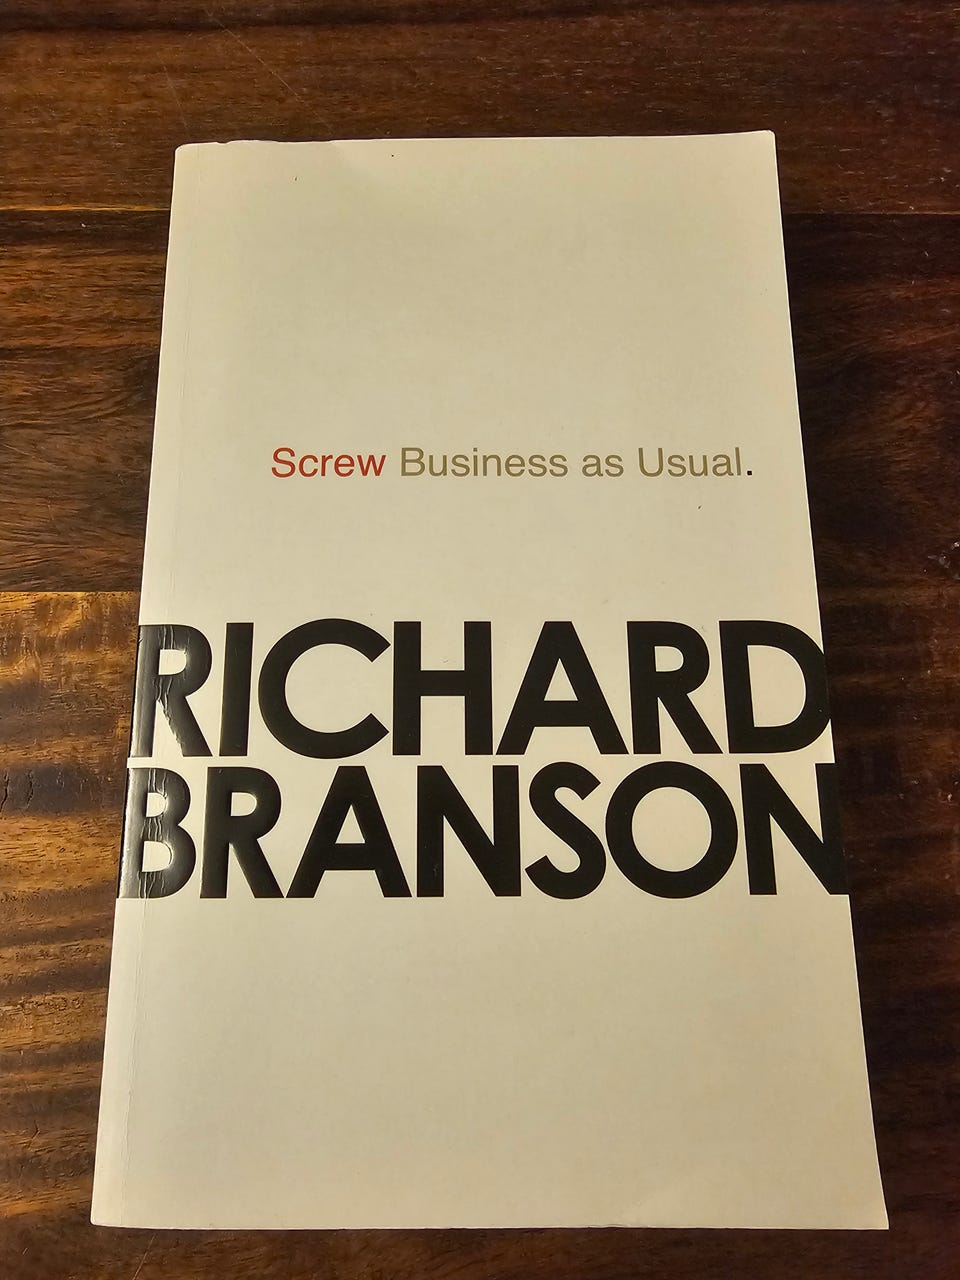 Screw Business as Usual.
RICHARD
BRANSON